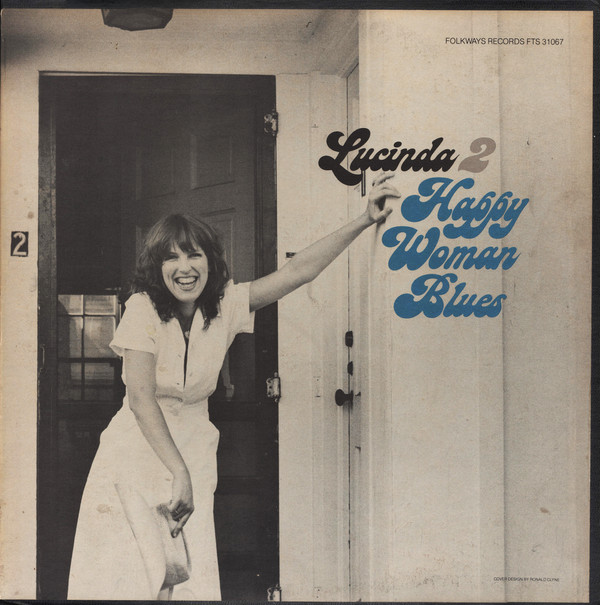 FOLKWAYS RECORDS FTS 31067
Lucinda 2
Happy
Woman
Blues
2
COVER DESIGN BY RONALD CLYNE